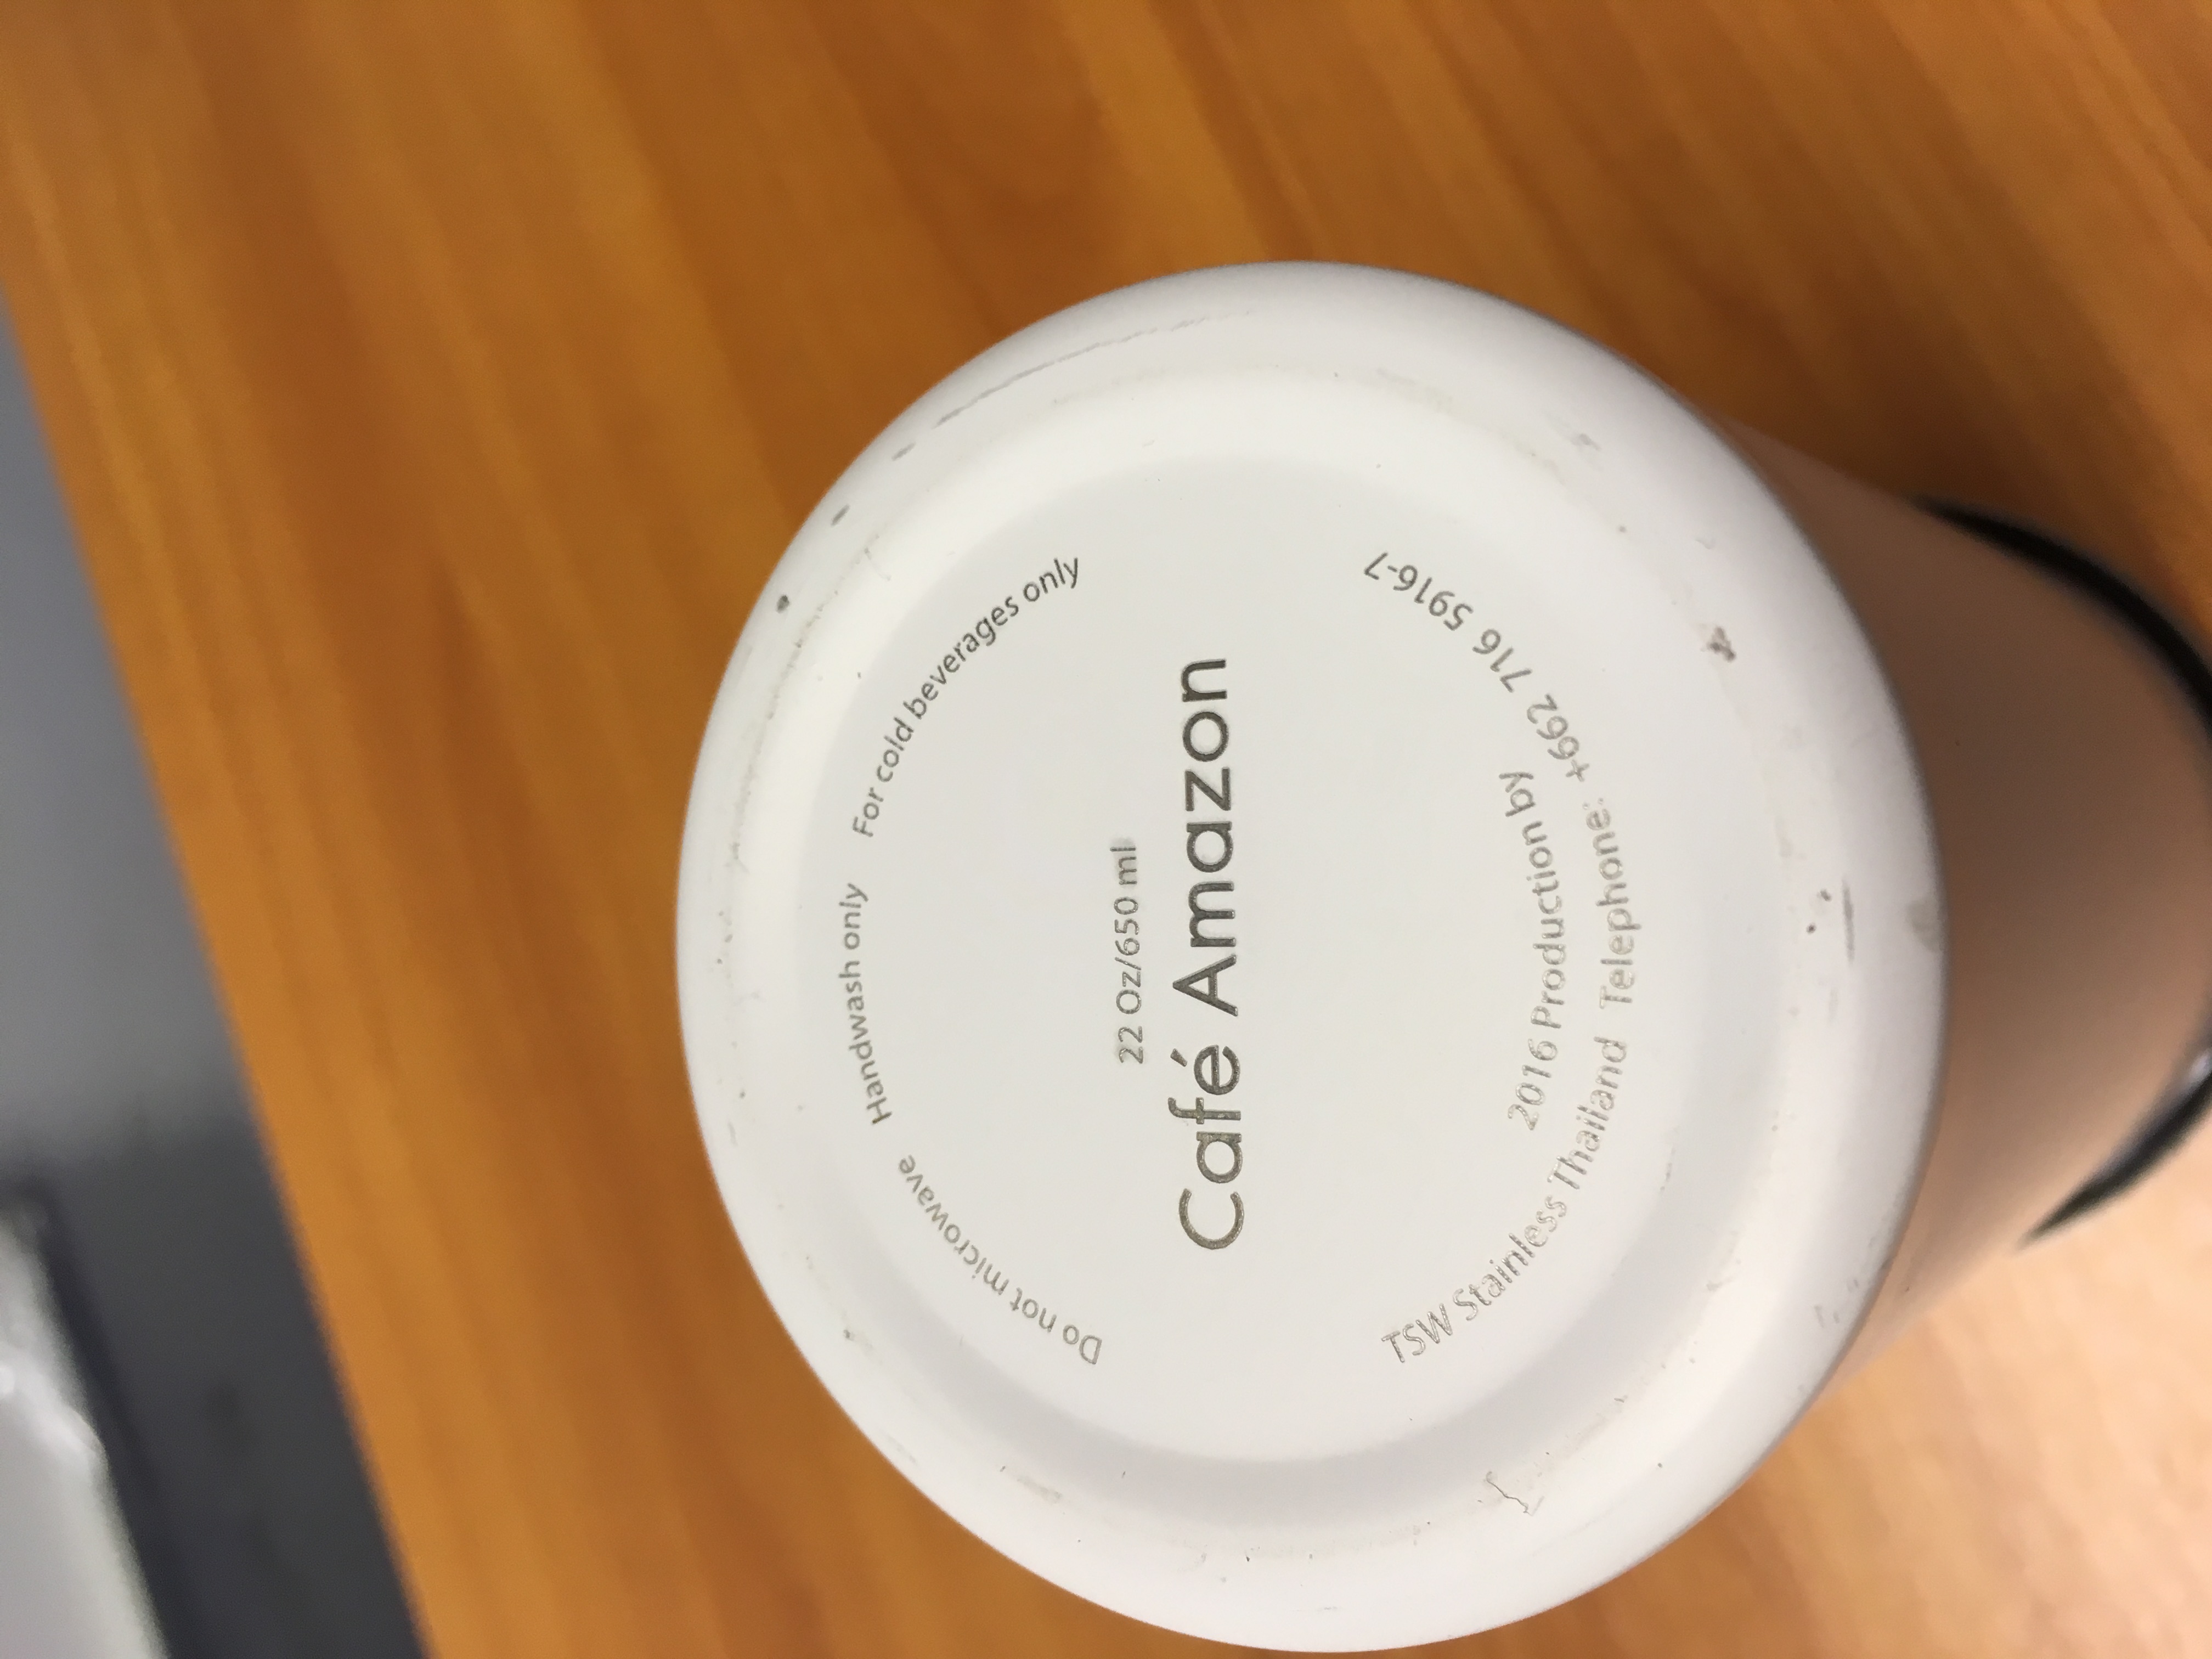 Do not microwave Handwash only For cold beverages only
22 Oz/650 ml
Café Amazon
2016 Production by
TSW Stainless Thailand Telephone: +662 716 5916-7